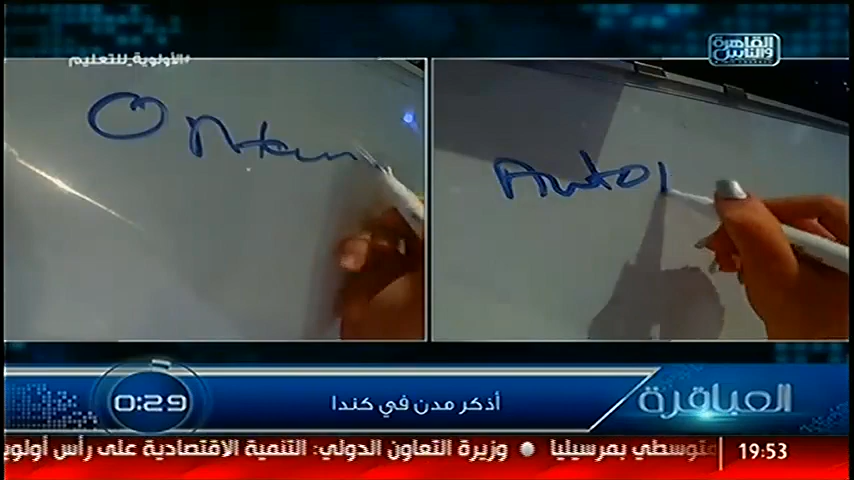 #الأولوية_للتعليم
القاهرة
والناس
أذكر مدن في كندا
0:29
العباقرة
متوسطي بمرسيليا ● وزيرة التعاون الدولي: التنمية الاقتصادية على رأس أولوي
19:53